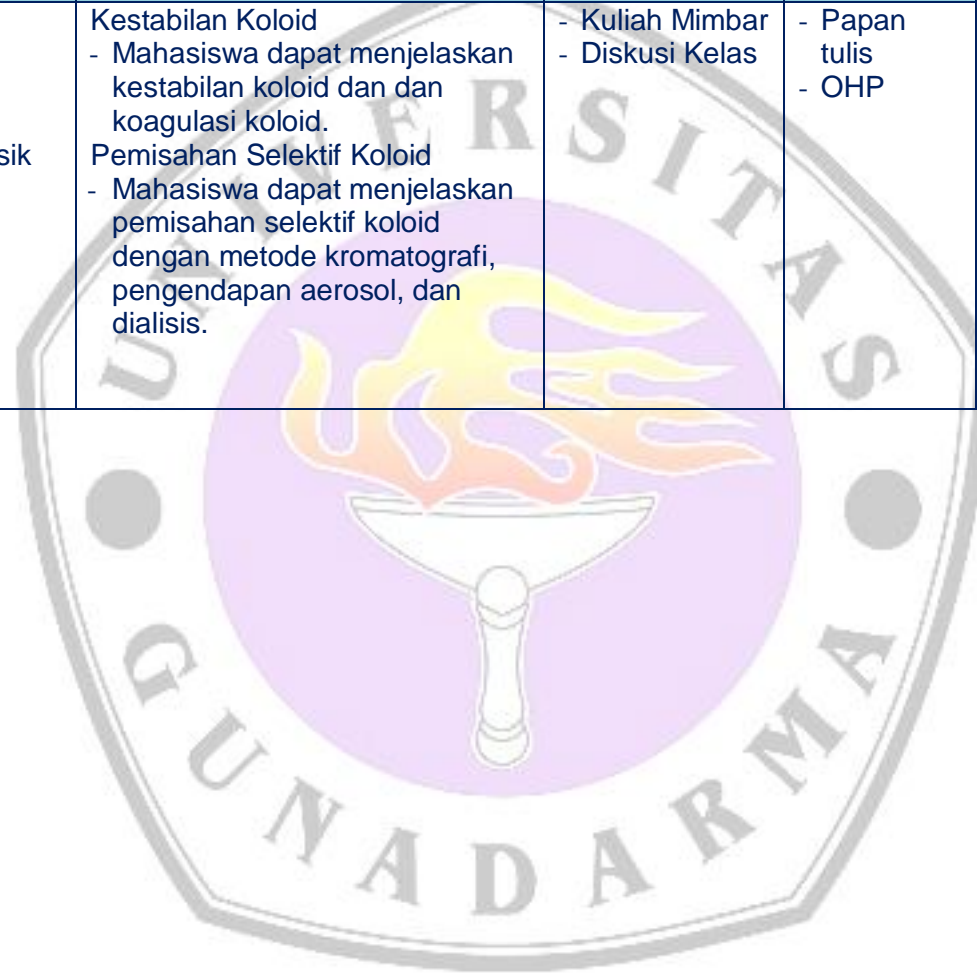 Kestabilan Koloid
- Mahasiswa dapat menjelaskan
kestabilan koloid dan dan
koagulasi koloid.
sik
Pemisahan Selektif Koloid
- Mahasiswa dapat menjelaskan
pemisahan selektif koloid
dengan metode kromatografi,
pengendapan aerosol, dan
dialisis.
- Kuliah Mimbar
- Diskusi Kelas
- Papan
tulis
- OHP
UNIVERSITAS
GUNADARMA